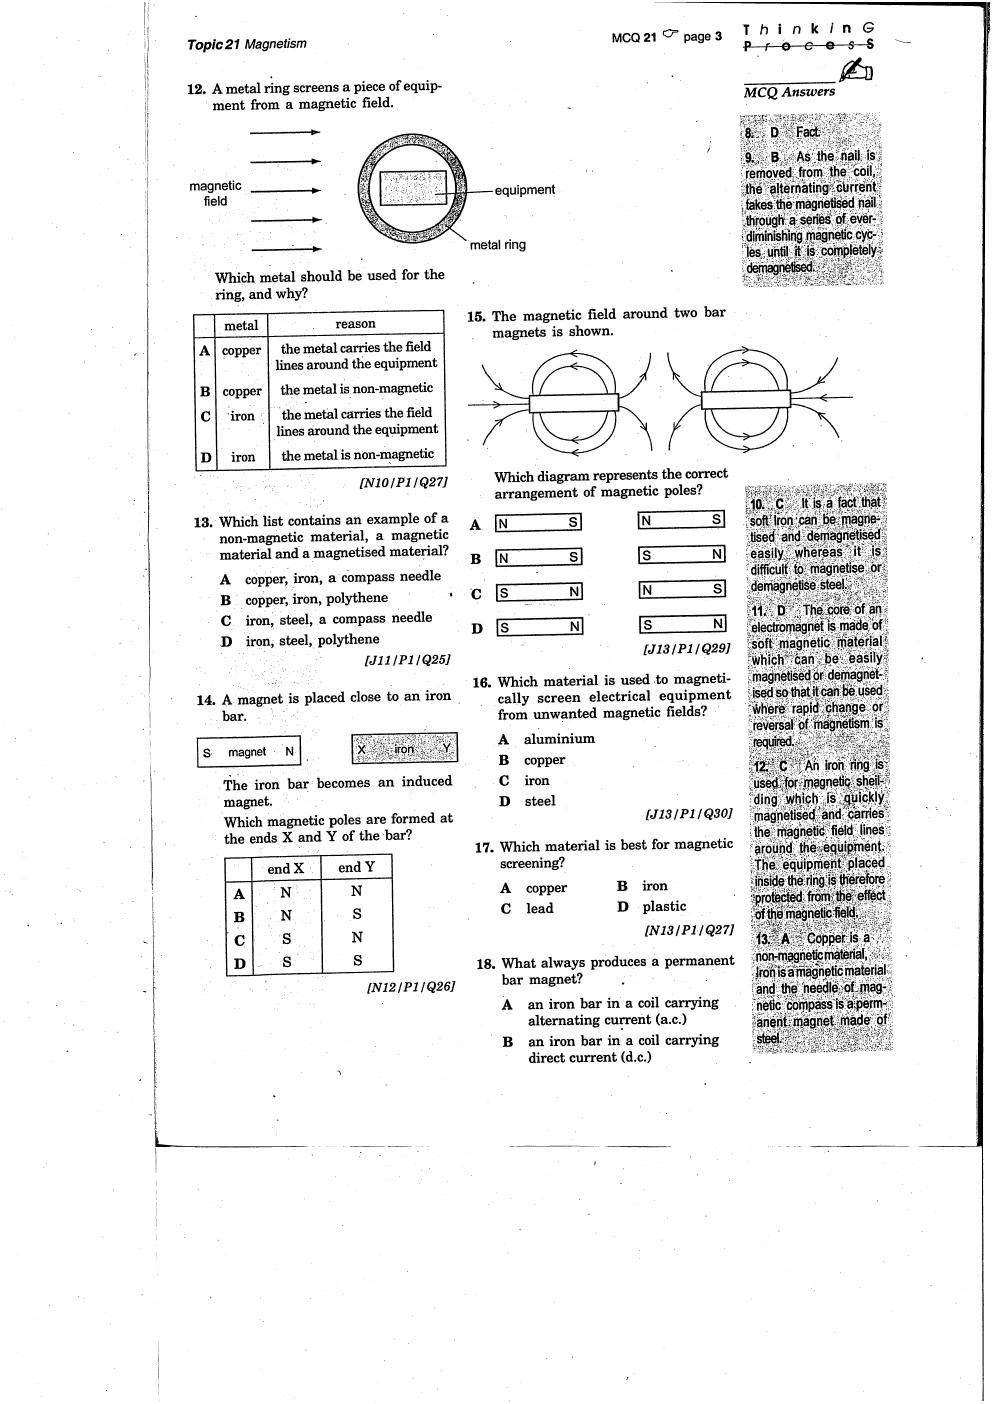 Topic 21 Magnetism
MCQ 21 ☞ page 3
ThinkinG
ProcesS
MCQ Answers
12. A metal ring screens a piece of equip-
ment from a magnetic field.
magnetic
field
equipment
metal ring
Which metal should be used for the
ring, and why?
metal reason
A copper the metal carries the field
lines around the equipment
B copper the metal is non-magnetic
C iron the metal carries the field
lines around the equipment
D iron the metal is non-magnetic
[N10/P1/Q27]
13. Which list contains an example of a
non-magnetic material, a magnetic
material and a magnetised material?
A copper, iron, a compass needle
B copper, iron, polythene
C iron, steel, a compass needle
D iron, steel, polythene
[J11/P1/Q25]
14. A magnet is placed close to an iron
bar.
S magnet N
X iron Y
The iron bar becomes an induced
magnet.
Which magnetic poles are formed at
the ends X and Y of the bar?
end X end Y
A N N
B N S
C S N
D S S
[N12/P1/Q26]
15. The magnetic field around two bar
magnets is shown.
Which diagram represents the correct
arrangement of magnetic poles?
A N S N S
B N S S N
C S N N S
D S N S N
[J13/P1/Q29]
16. Which material is used to magneti-
cally screen electrical equipment
from unwanted magnetic fields?
A aluminium
B copper
C iron
D steel
[J13/P1/Q30]
17. Which material is best for magnetic
screening?
A copper B iron
C lead D plastic
[N13/P1/Q27]
18. What always produces a permanent
bar magnet?
A an iron bar in a coil carrying
alternating current (a.c.)
B an iron bar in a coil carrying
direct current (d.c.)
8. D Fact
9. B As the nail is
removed from the coil,
the alternating current
takes the magnetised nail
through a series of ever-
diminishing magnetic cyc-
les until it is completely
demagnetised.
10. C It is a fact that
soft iron can be magne-
tised and demagnetised
easily whereas it is
difficult to magnetise or
demagnetise steel.
11. D The core of an
electromagnet is made of
soft magnetic material
which can be easily
magnetised or demagnet-
ised so that it can be used
where rapid change or
reversal of magnetism is
required.
12. C An iron ring is
used for magnetic sheil-
ding which is quickly
magnetised and carries
the magnetic field lines
around the equipment.
The equipment placed
inside the ring is therefore
protected from the effect
of the magnetic field.
13. A Copper is a
non-magnetic material,
iron is a magnetic material
and the needle of mag-
netic compass is a perm-
anent magnet made of
steel.